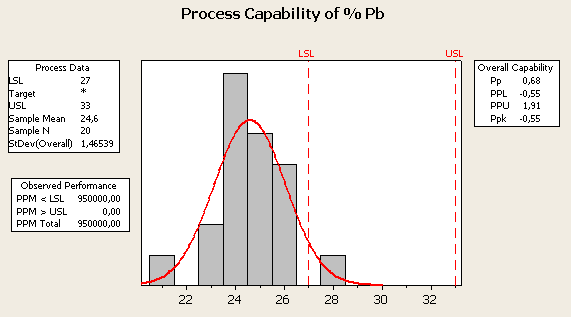 Process Capability of % Pb
LSL USL
Process Data
LSL 27
Target *
USL 33
Sample Mean 24,6
Sample N 20
StDev(Overall) 1,46539
Overall Capability
Pp 0,68
PPL -0,55
PPU 1,91
Ppk -0,55
Observed Performance
PPM < LSL 950000,00
PPM > USL 0,00
PPM Total 950000,00
22 24 26 28 30 32